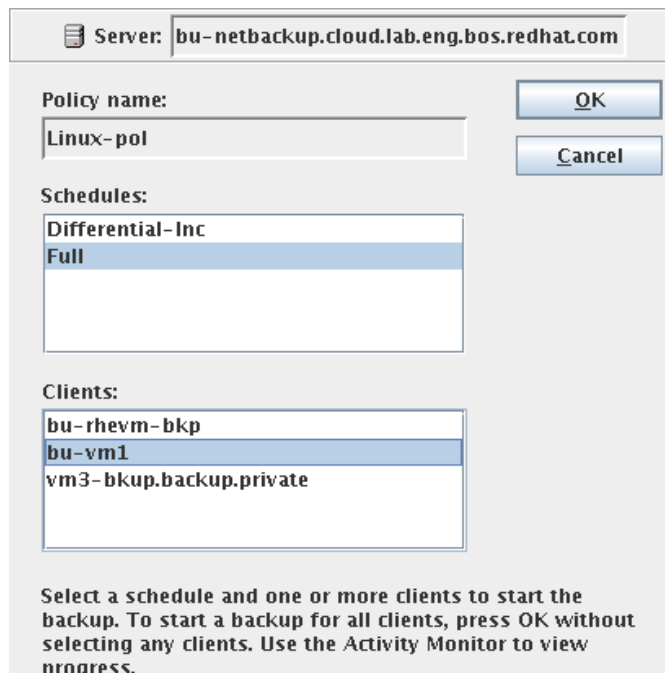 Server: bu-netbackup.cloud.lab.eng.bos.redhat.com
Policy name:
Linux-pol
OK
Cancel
Schedules:
Differential-Inc
Full
Clients:
bu-rhevm-bkp
bu-vm1
vm3-bkup.backup.private
Select a schedule and one or more clients to start the
backup. To start a backup for all clients, press OK without
selecting any clients. Use the Activity Monitor to view
progress.